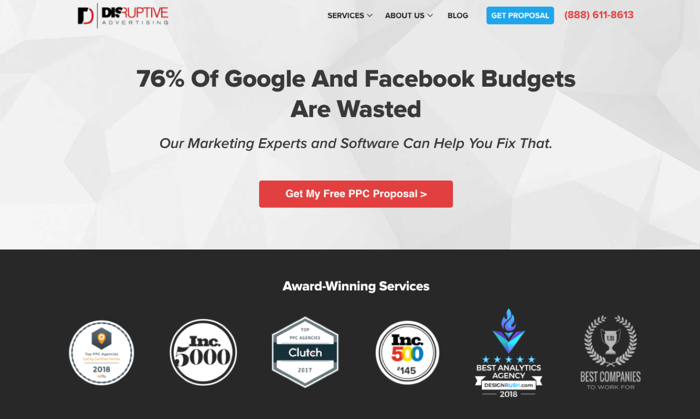 DISRUPTIVE
ADVERTISING
SERVICES ABOUT US BLOG GET PROPOSAL (888) 611-8613
76% Of Google And Facebook Budgets
Are Wasted
Our Marketing Experts and Software Can Help You Fix That.
Get My Free PPC Proposal >
Award-Winning Services
Top PPC Agencies
2018
Inc.
5000
TOP
PPC AGENCIES
Clutch
2017
Inc.
500
#145
BEST ANALYTICS
AGENCY
DESIGNRUSH.com
2018
BEST COMPANIES
TO WORK FOR